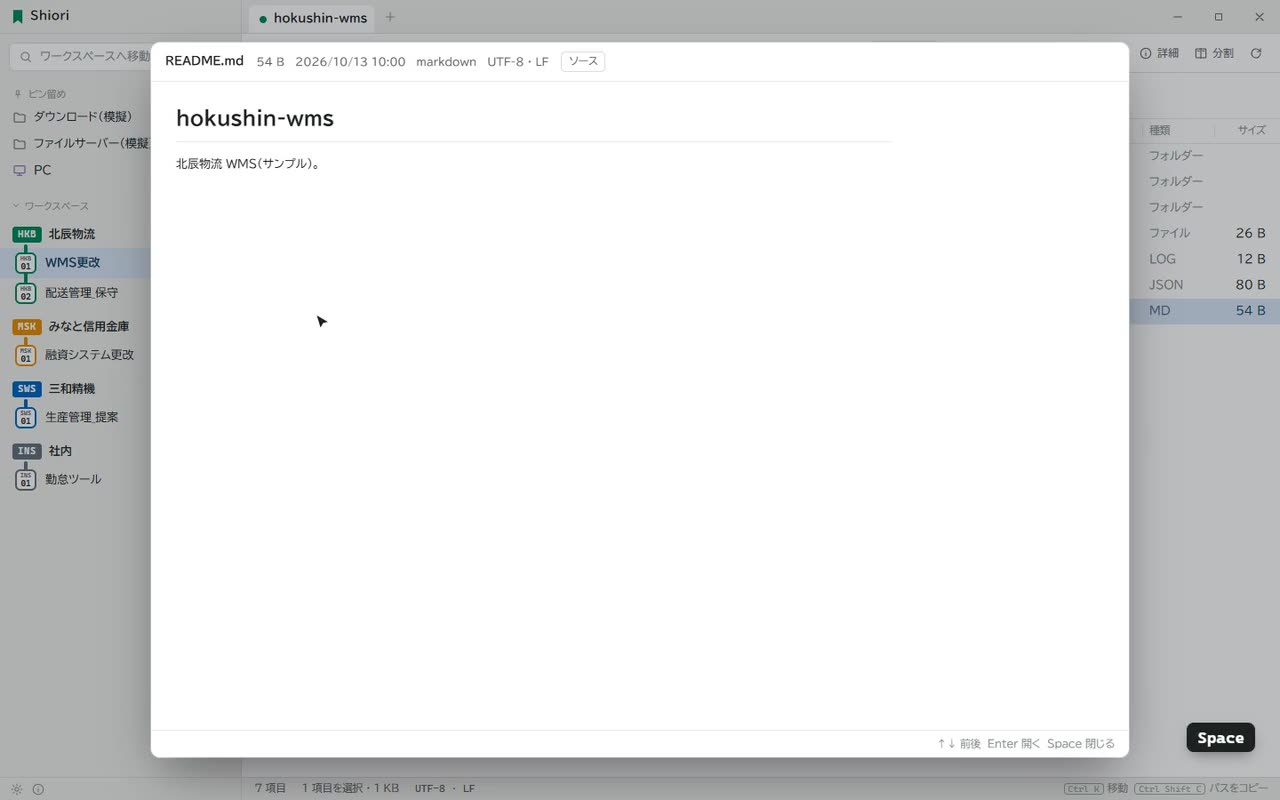 Shiori
hokushin-wms
ワークスペースへ移動
詳細
分割
ピン留め
ダウンロード(模擬)
ファイルサーバー(模擬
PC
ワークスペース
HKB 北辰物流
HKB 01 WMS更改
HKB 02 配送管理_保守
MSK みなと信用金庫
MSK 01 融資システム更改
SWS 三和精機
SWS 01 生産管理_提案
INS 社内
INS 01 勤怠ツール
README.md 54 B 2026/10/13 10:00 markdown UTF-8・LF ソース
hokushin-wms
北辰物流 WMS(サンプル)。
↑↓ 前後 Enter 開く Space 閉じる
種類 サイズ
フォルダー
フォルダー
フォルダー
ファイル 26 B
LOG 12 B
JSON 80 B
MD 54 B
Space
7 項目 1 項目を選択・1 KB UTF-8 · LF
Ctrl K 移動 Ctrl Shift C パスをコピー